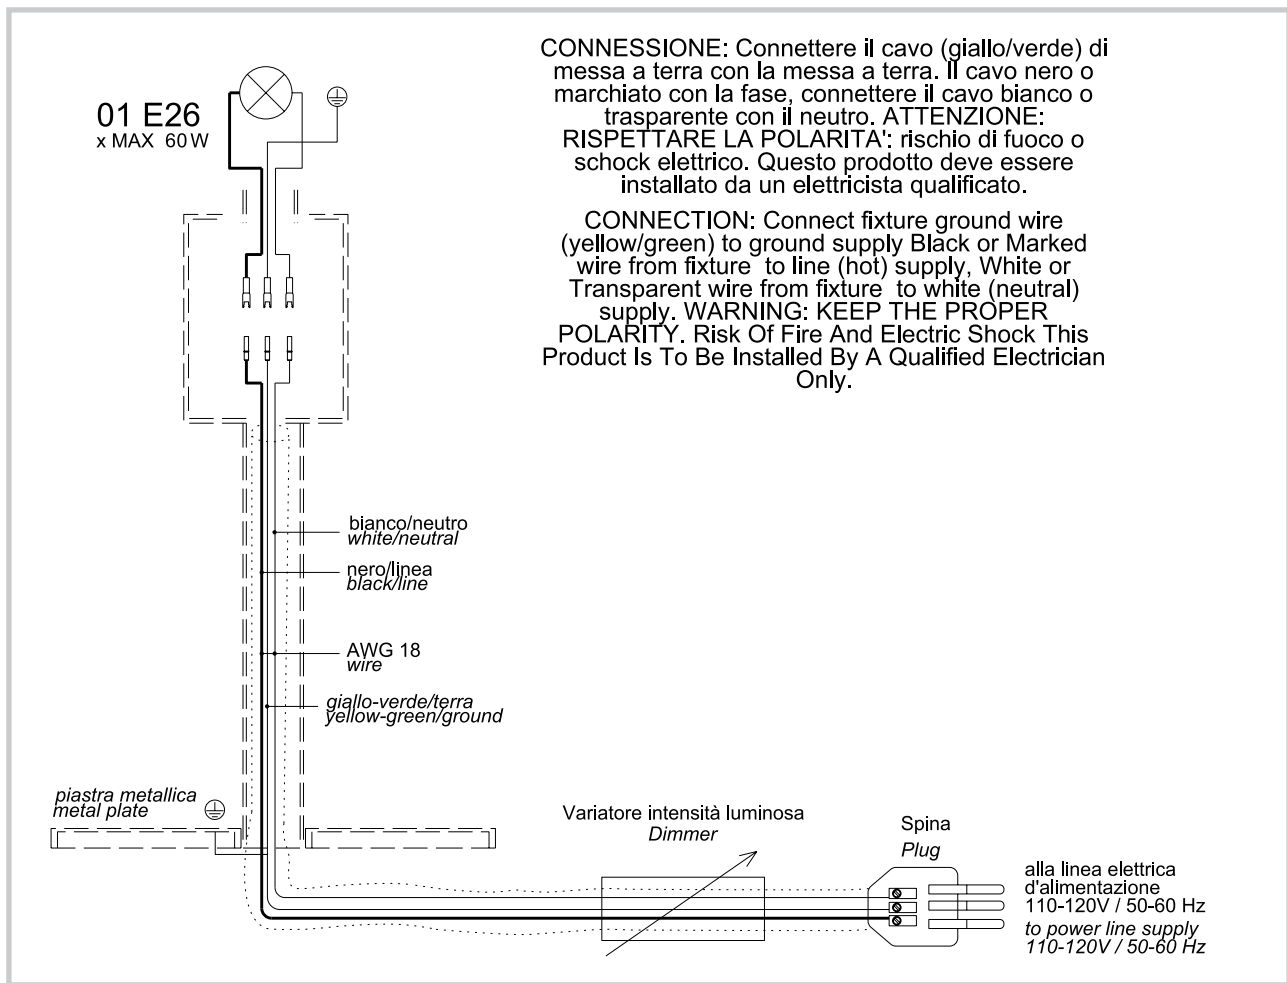 CONNESSIONE: Connettere il cavo (giallo/verde) di
messa a terra con la messa a terra. Il cavo nero o
marchiato con la fase, connettere il cavo bianco o
trasparente con il neutro. ATTENZIONE:
RISPETTARE LA POLARITA': rischio di fuoco o
schock elettrico. Questo prodotto deve essere
installato da un elettricista qualificato.
CONNECTION: Connect fixture ground wire
(yellow/green) to ground supply Black or Marked
wire from fixture to line (hot) supply, White or
Transparent wire from fixture to white (neutral)
supply. WARNING: KEEP THE PROPER
POLARITY. Risk Of Fire And Electric Shock This
Product Is To Be Installed By A Qualified Electrician
Only.
01 E26
x MAX 60W
bianco/neutro
white/neutral
nero/linea
black/line
AWG 18
wire
giallo-verde/terra
yellow-green/ground
piastra metallica
metal plate
Variatore intensità luminosa
Dimmer
Spina
Plug
alla linea elettrica
d'alimentazione
110-120V / 50-60 Hz
to power line supply
110-120V / 50-60 Hz